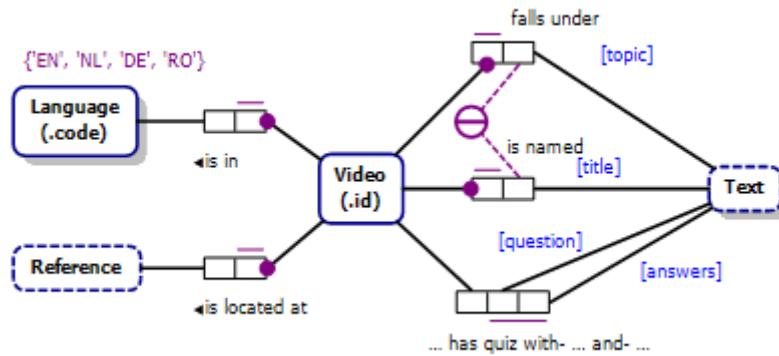 falls under
{'EN', 'NL', 'DE', 'RO'}
[topic]
Language
(.code)
◄is in
is named
Video
(.id)
[title]
Text
[question]
Reference
[answers]
◄is located at
... has quiz with- ... and- ...